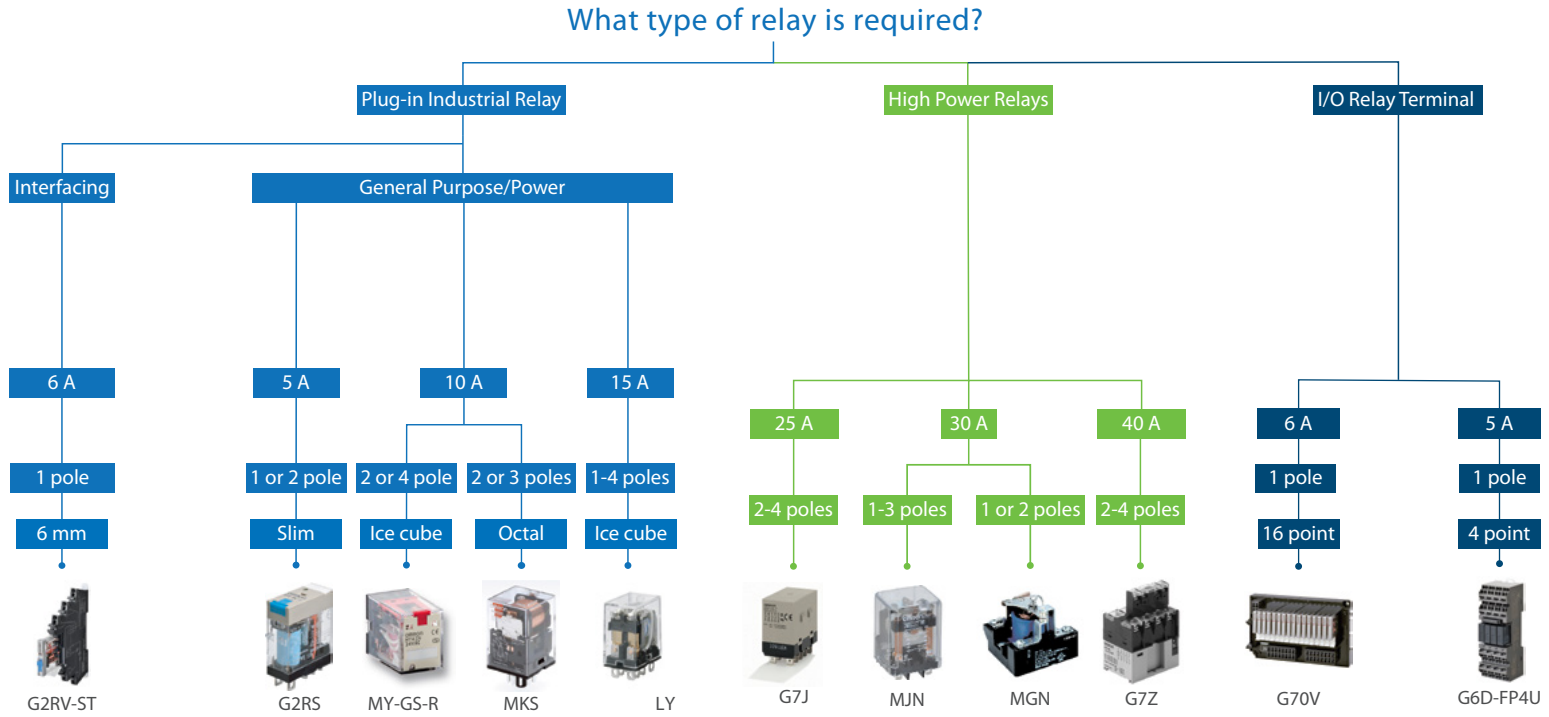 What type of relay is required?
Plug-in Industrial Relay
High Power Relays
I/O Relay Terminal
Interfacing
General Purpose/Power
6 A
5 A
10 A
15 A
25 A
30 A
40 A
6 A
5 A
1 pole
1 or 2 pole
2 or 4 pole
2 or 3 poles
1-4 poles
1 pole
1 pole
2-4 poles
1-3 poles
1 or 2 poles
2-4 poles
6 mm
Slim
Ice cube
Octal
Ice cube
16 point
4 point
G2RV-ST
G2RS
MY-GS-R
MKS
LY
G7J
MJN
MGN
G7Z
G70V
G6D-FP4U